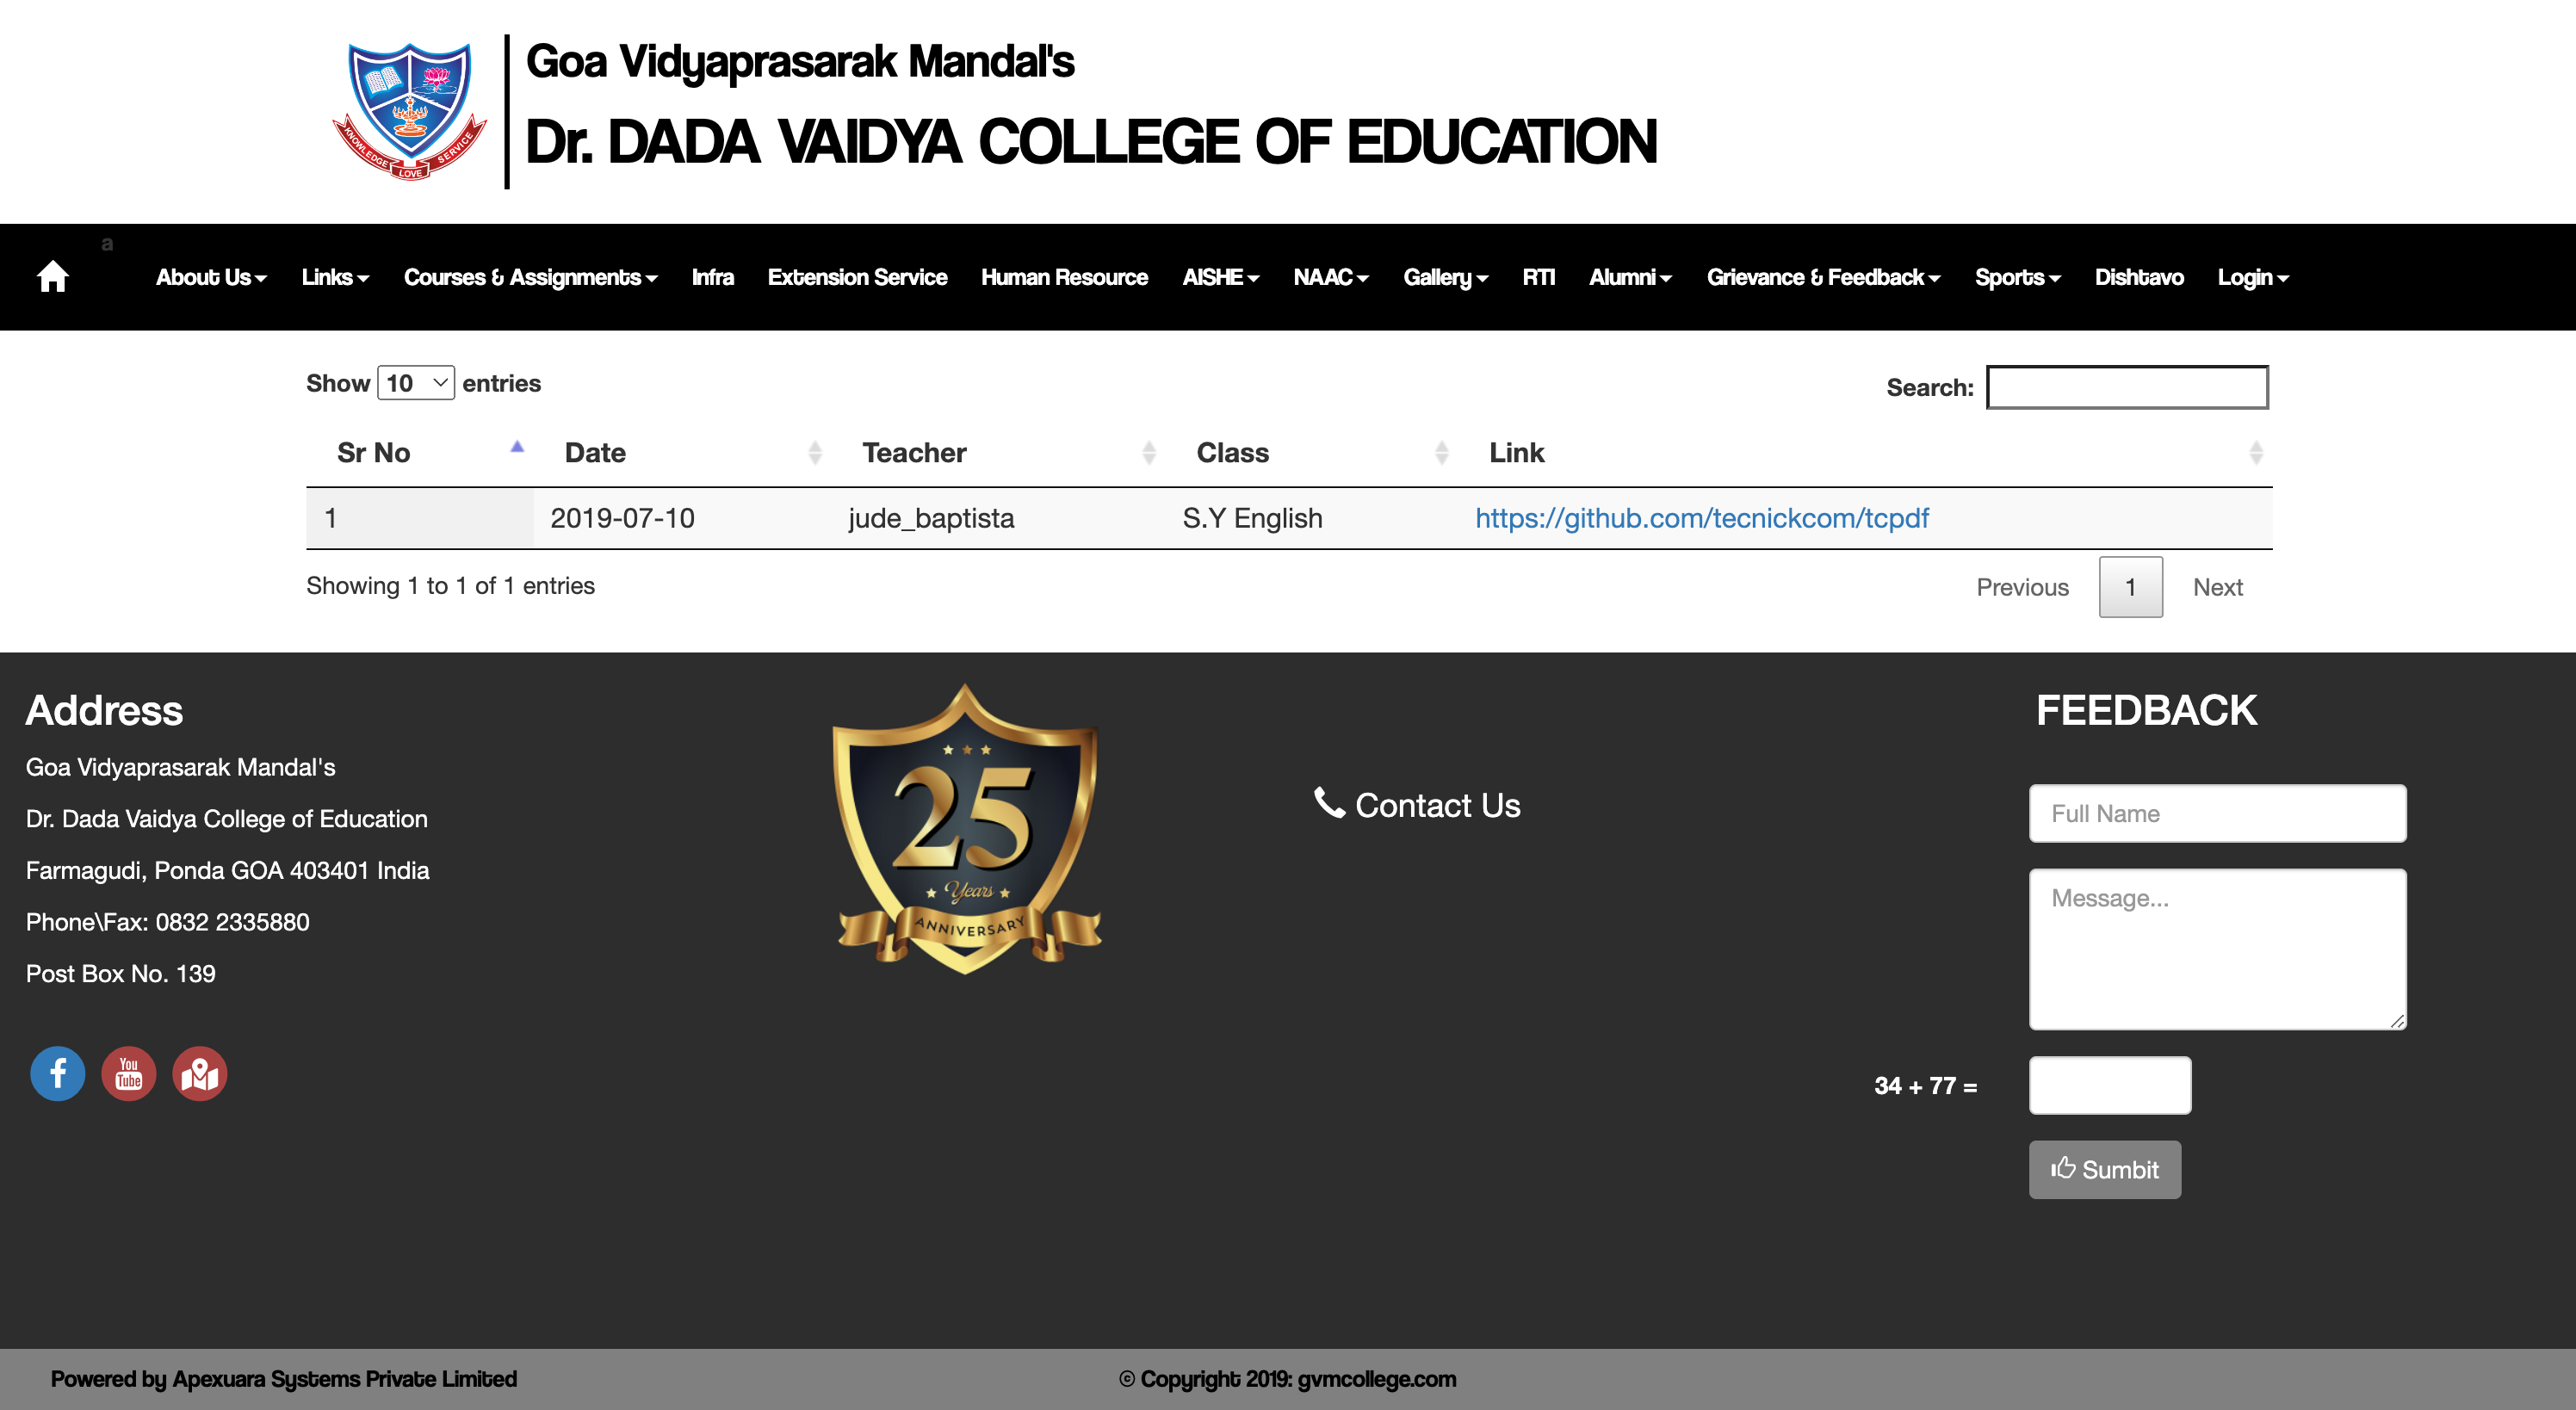 Goa Vidyaprasarak Mandal's
Dr. DADA VAIDYA COLLEGE OF EDUCATION
KNOWLEDGE LOVE SERVICE
a
About Us Links Courses & Assignments Infra Extension Service Human Resource AISHE NAAC Gallery RTI Alumni Grievance & Feedback Sports Dishtavo Login
Show 10 entries Search:
Sr No Date Teacher Class Link
1 2019-07-10 jude_baptista S.Y English https://github.com/tecnickcom/tcpdf
Showing 1 to 1 of 1 entries Previous 1 Next
Address
Goa Vidyaprasarak Mandal's
Dr. Dada Vaidya College of Education
Farmagudi, Ponda GOA 403401 India
Phone\Fax: 0832 2335880
Post Box No. 139
You
Tube
25
Years
ANNIVERSARY
Contact Us
FEEDBACK
Full Name
Message...
34 + 77 =
Sumbit
Powered by Apexuara Systems Private Limited © Copyright 2019: gvmcollege.com